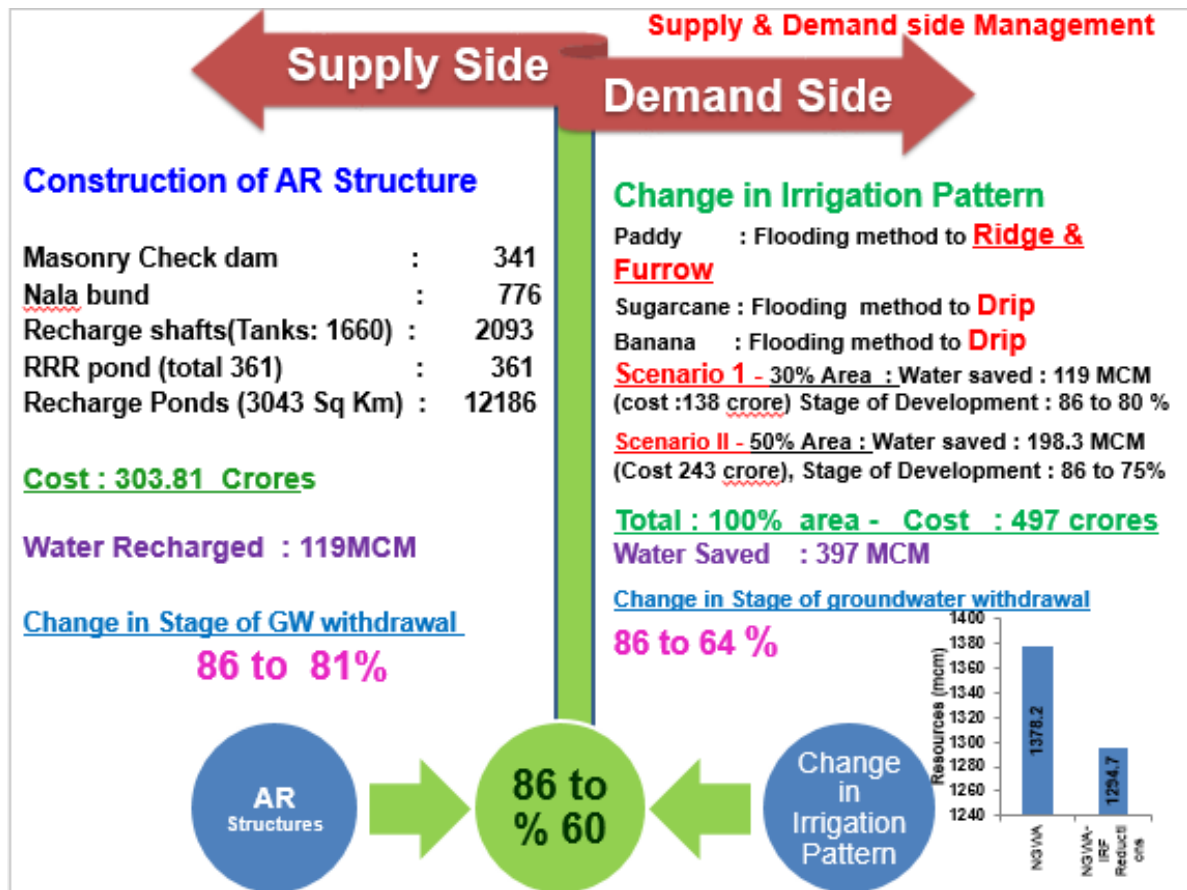 Supply & Demand side Management
Supply Side
Demand Side
Construction of AR Structure
Masonry Check dam : 341
Nala bund : 776
Recharge shafts(Tanks: 1660) : 2093
RRR pond (total 361) : 361
Recharge Ponds (3043 Sq Km) : 12186
Cost : 303.81 Crores
Water Recharged : 119MCM
Change in Stage of GW withdrawal
86 to 81%
Change in Irrigation Pattern
Paddy : Flooding method to Ridge &
Furrow
Sugarcane : Flooding method to Drip
Banana : Flooding method to Drip
Scenario 1 - 30% Area : Water saved : 119 MCM
(cost :138 crore) Stage of Development : 86 to 80 %
Scenario II - 50% Area : Water saved : 198.3 MCM
(Cost 243 crore), Stage of Development : 86 to 75%
Total : 100% area - Cost : 497 crores
Water Saved : 397 MCM
Change in Stage of groundwater withdrawal
86 to 64 %
Resources (mcm)
1400
1380
1360
1340
1320
1300
1280
1260
1240
1378.2
1294.7
NGWA
NGWA-
IRF
Reducti
ons
AR
Structures
86 to
% 60
Change
in
Irrigation
Pattern